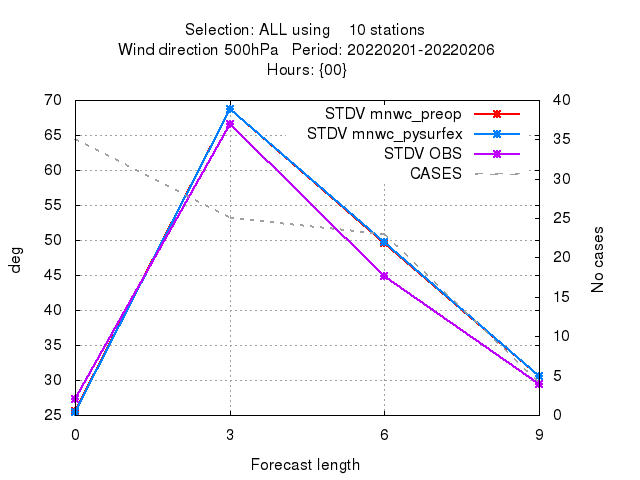 Selection: ALL using 10 stations
Wind direction 500hPa Period: 20220201-20220206
Hours: {00}
STDV mnwc_preop
STDV mnwc_pysurfex
STDV OBS
CASES
70
65
60
55
50
45
40
35
30
25
deg
40
35
30
25
20
15
10
5
0
No cases
0 3 6 9
Forecast length